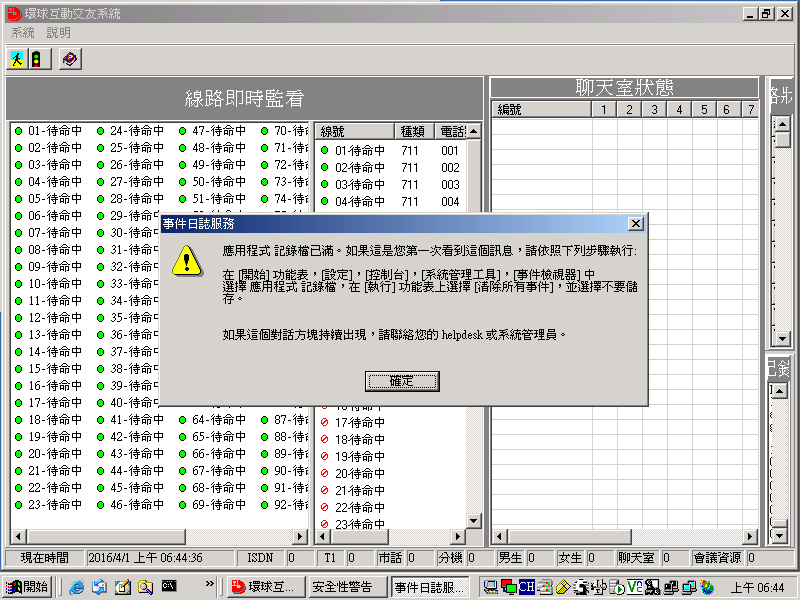 環球互動交友系統
系統 說明
線路即時監看
聊天室狀態
01-待命中 24-待命中 47-待命中 70-待
02-待命中 25-待命中 48-待命中 71-待
03-待命中 26-待命中 49-待命中 72-待
04-待命中 27-待命中 50-待命中 73-待
05-待命中 28-待命中 51-待命中 74-待
06-待命中 29-待命
07-待命中 30-待命
08-待命中 31-待命
09-待命中 32-待命
10-待命中 33-待命
11-待命中 34-待命
12-待命中 35-待命
13-待命中 36-待命
14-待命中 37-待命
15-待命中 38-待命
16-待命中 39-待命
17-待命中 40-待命
18-待命中 41-待命中 64-待命中 87-待
19-待命中 42-待命中 65-待命中 88-待
20-待命中 43-待命中 66-待命中 89-待
21-待命中 44-待命中 67-待命中 90-待
22-待命中 45-待命中 68-待命中 91-待
23-待命中 46-待命中 69-待命中 92-待
線號 種類 電話
01-待命中 711 001
02-待命中 711 002
03-待命中 711 003
04-待命中 711 004
17-待命中
18-待命中
19-待命中
20-待命中
21-待命中
22-待命中
23-待命中
編號 1 2 3 4 5 6 7
事件日誌服務
應用程式 記錄檔已滿。如果這是您第一次看到這個訊息，請依照下列步驟執行:
在 [開始] 功能表，[設定]，[控制台]，[系統管理工具]，[事件檢視器] 中
選擇 應用程式 記錄檔，在 [執行] 功能表上選擇 [清除所有事件]，並選擇不要儲
存。
如果這個對話方塊持續出現，請聯絡您的 helpdesk 或系統管理員。
確定
現在時間 2016/4/1 上午 06:44:36 ISDN 0 T1 0 市話 0 分機 0 男生 0 女生 0 聊天室 0 會議資源 0
開始 環球互... 安全性警告 事件日誌服... CH 上午 06:44